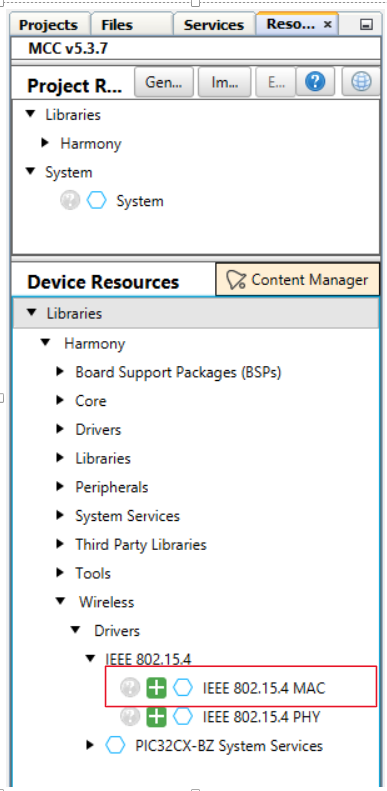 Projects Files Services Reso... ×
MCC v5.3.7
Project R... Gen... Im... E... ?
Libraries
Harmony
System
? System
Device Resources Content Manager
Libraries
Harmony
Board Support Packages (BSPs)
Core
Drivers
Libraries
Peripherals
System Services
Third Party Libraries
Tools
Wireless
Drivers
IEEE 802.15.4
? IEEE 802.15.4 MAC
? IEEE 802.15.4 PHY
PIC32CX-BZ System Services